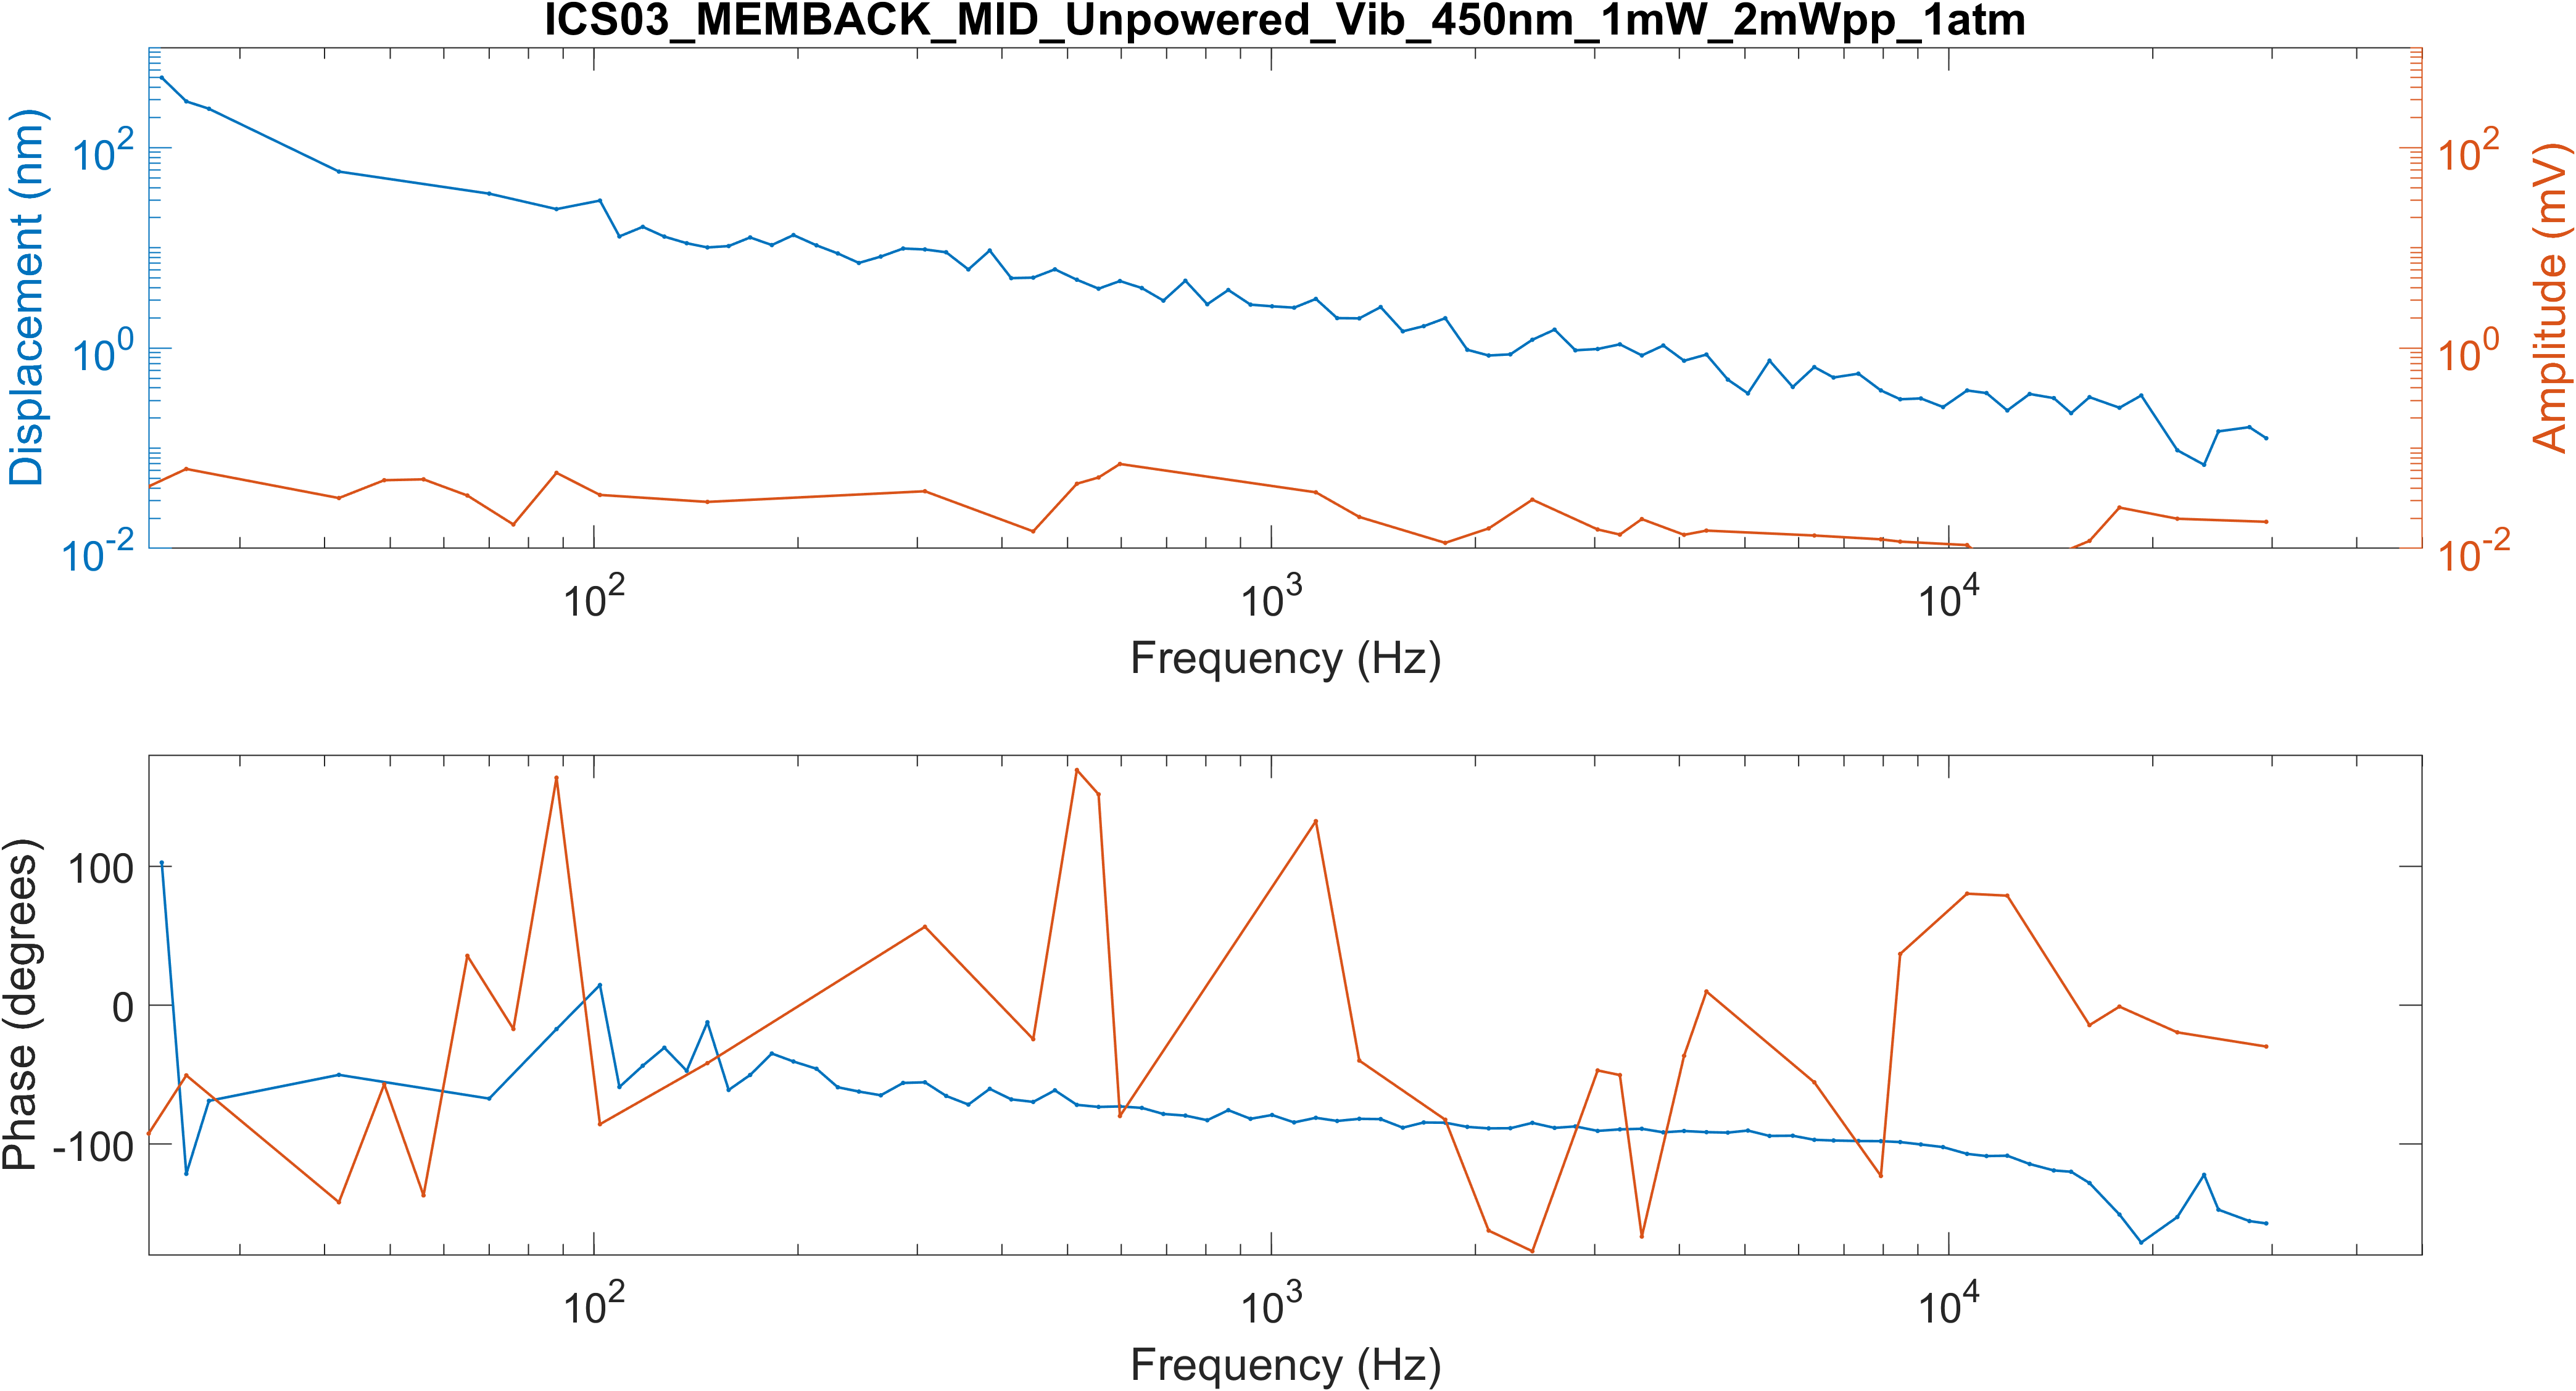 ICS03_MEMBACK_MID_Unpowered_Vib_450nm_1mW_2mWpp_1atm
Displacement (nm)
10^2
10^0
10^-2
Amplitude (mV)
10^2
10^0
10^-2
10^2
10^3
10^4
Frequency (Hz)
Phase (degrees)
100
0
-100
10^2
10^3
10^4
Frequency (Hz)